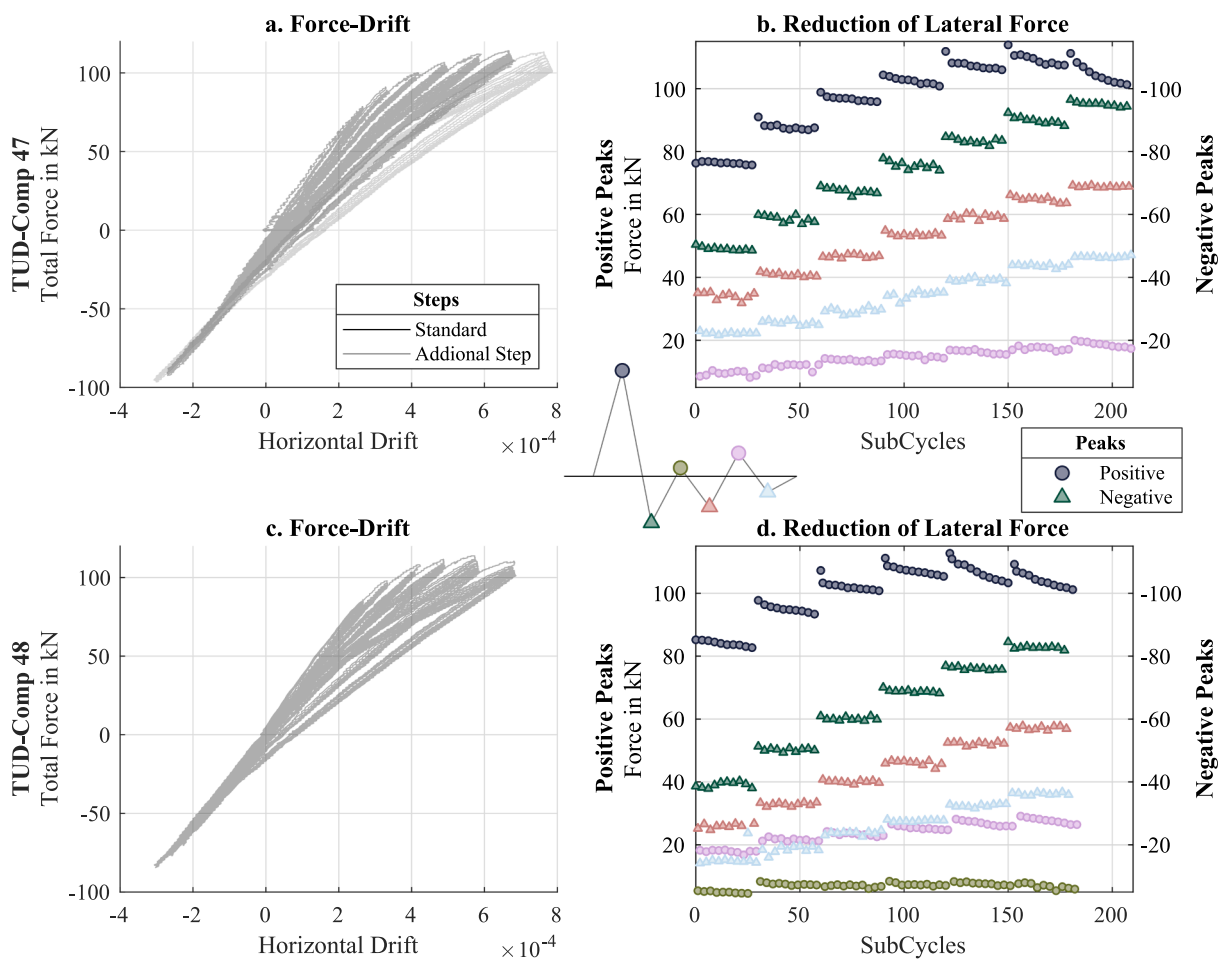 a. Force-Drift
TUD-Comp 47
Total Force in kN
100
50
0
-50
-100
-4
-2
0
2
4
6
8
Horizontal Drift
×10⁻⁴
Steps
Standard
Addional Step
b. Reduction of Lateral Force
Positive Peaks
Force in kN
100
80
60
40
20
0
50
100
150
200
SubCycles
-100
-80
-60
-40
-20
Negative Peaks
Peaks
Positive
Negative
c. Force-Drift
TUD-Comp 48
Total Force in kN
100
50
0
-50
-100
-4
-2
0
2
4
6
8
Horizontal Drift
×10⁻⁴
d. Reduction of Lateral Force
Positive Peaks
Force in kN
100
80
60
40
20
0
50
100
150
200
SubCycles
-100
-80
-60
-40
-20
Negative Peaks